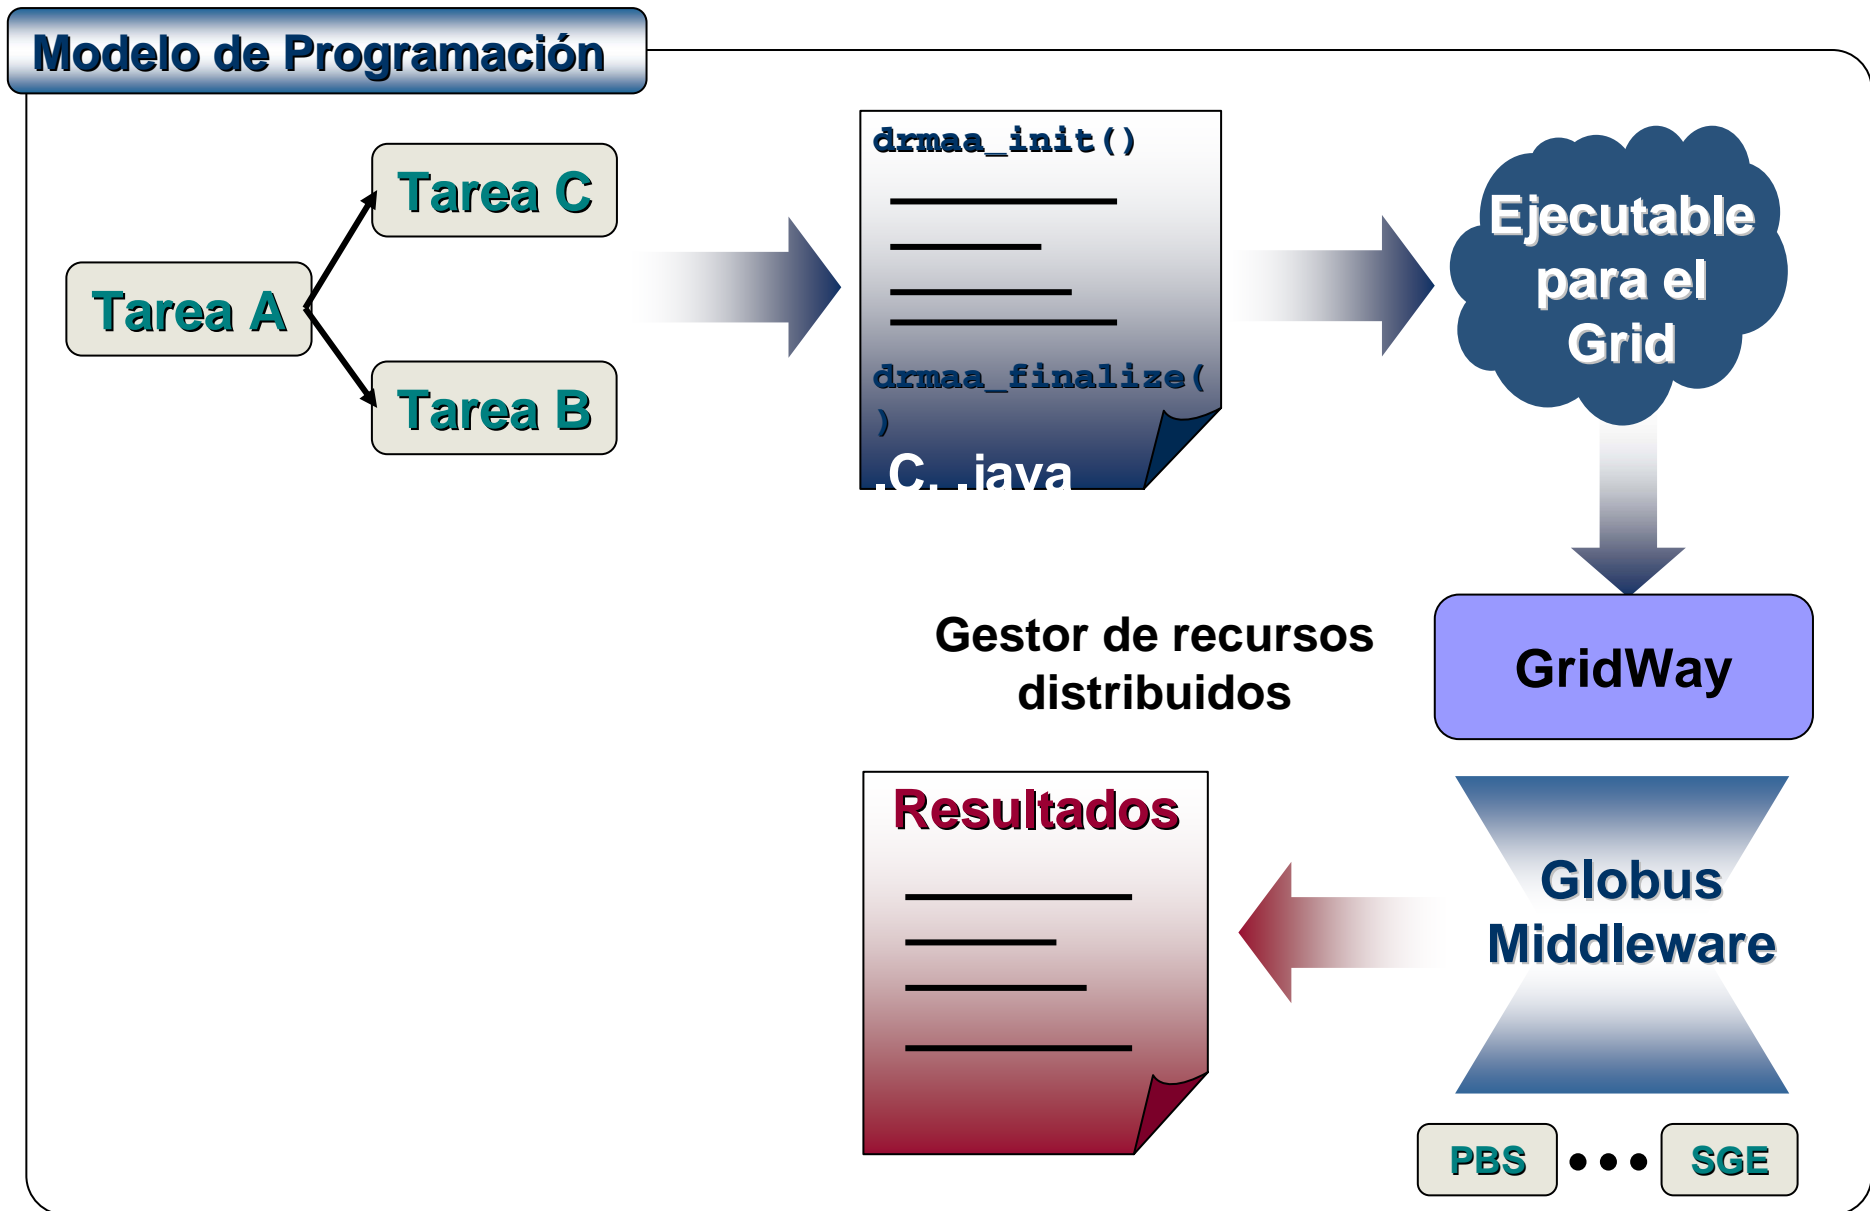 Modelo de Programación
Tarea C
Tarea A
Tarea B
drmaa_init()
drmaa_finalize(
)
.C, .java
Ejecutable
para el
Grid
Gestor de recursos
distribuidos
GridWay
Resultados
Globus
Middleware
PBS
SGE